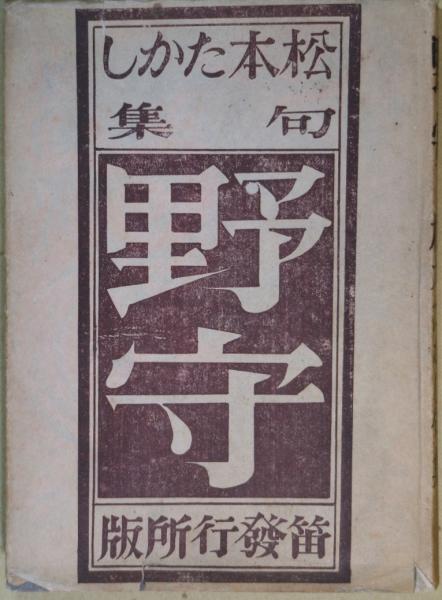 松本たかし
句集
野守
笛發行所版